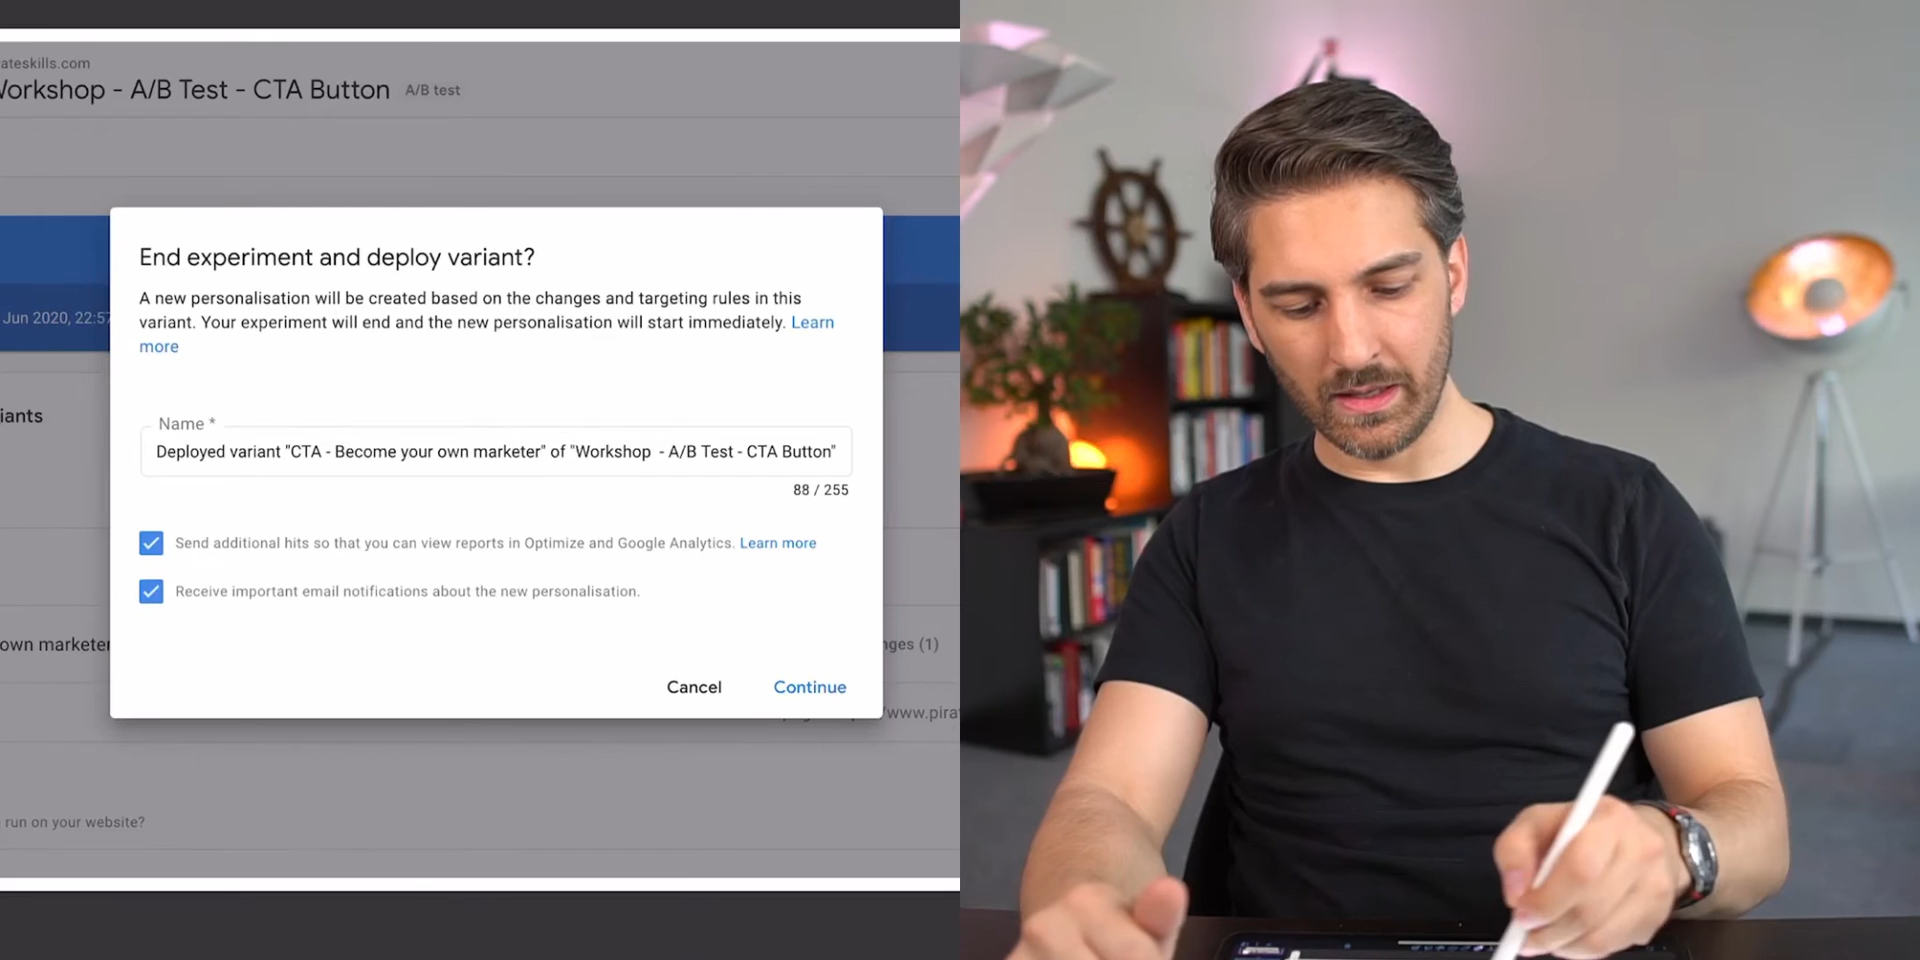 ateskills.com
Workshop - A/B Test - CTA Button A/B test
End experiment and deploy variant?
A new personalisation will be created based on the changes and targeting rules in this
variant. Your experiment will end and the new personalisation will start immediately. Learn
more
Jun 2020, 22:57
iants
Name *
Deployed variant "CTA - Become your own marketer" of "Workshop - A/B Test - CTA Button"
88 / 255
Send additional hits so that you can view reports in Optimize and Google Analytics. Learn more
Receive important email notifications about the new personalisation.
own marketer
nges (1)
Cancel Continue
/www.pirat
run on your website?